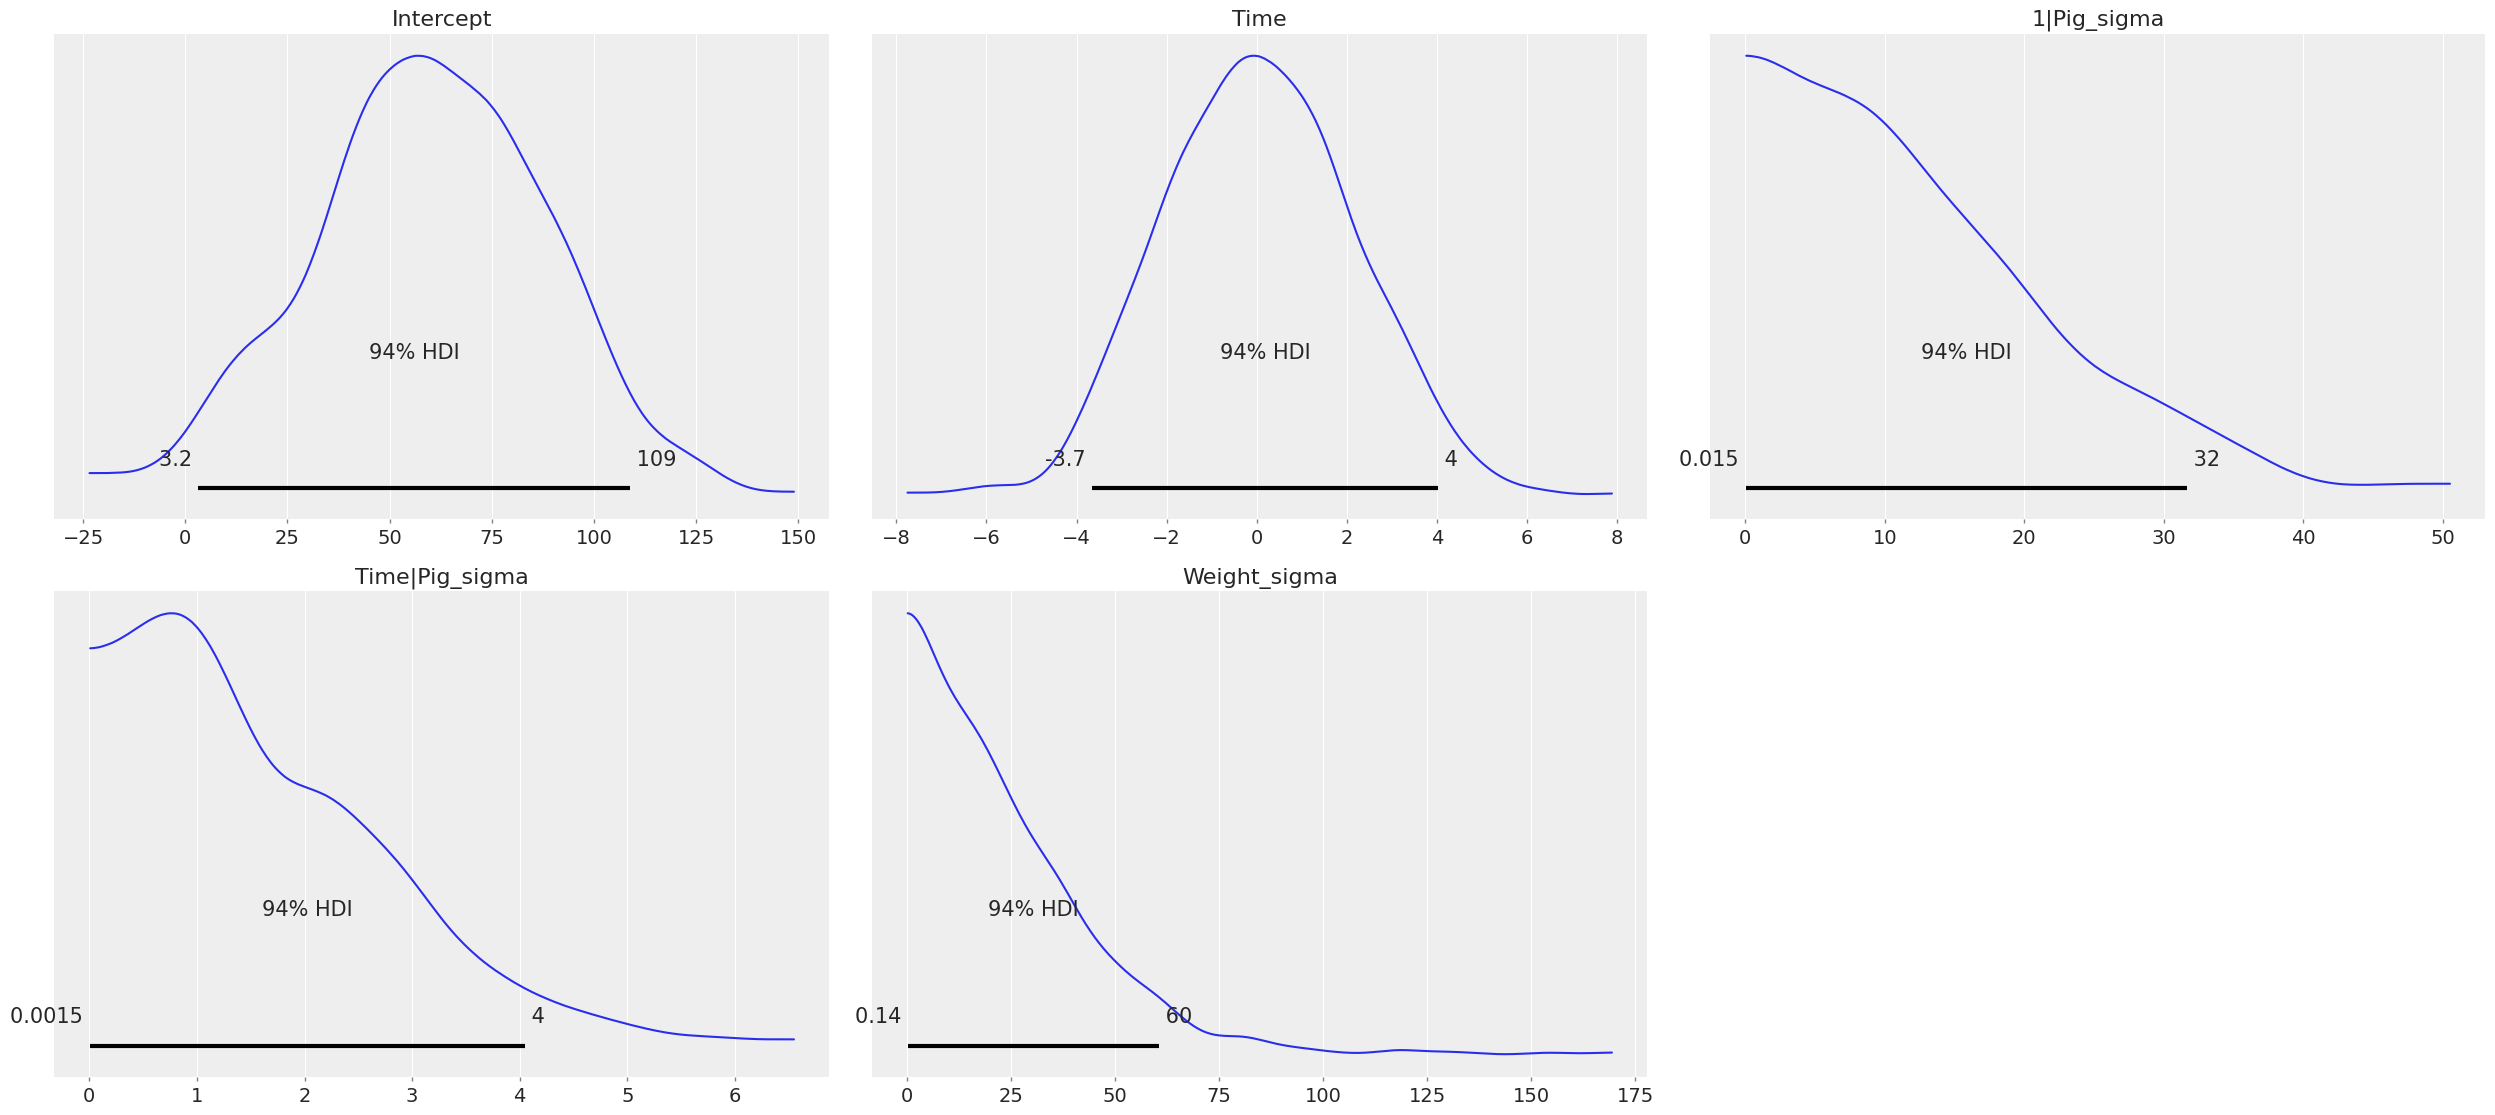 Intercept
94% HDI
3.2
109
−25 0 25 50 75 100 125 150
Time
94% HDI
-3.7
4
−8 −6 −4 −2 0 2 4 6 8
1|Pig_sigma
94% HDI
0.015
32
0 10 20 30 40 50
Time|Pig_sigma
94% HDI
0.0015
4
0 1 2 3 4 5 6
Weight_sigma
94% HDI
0.14
60
0 25 50 75 100 125 150 175